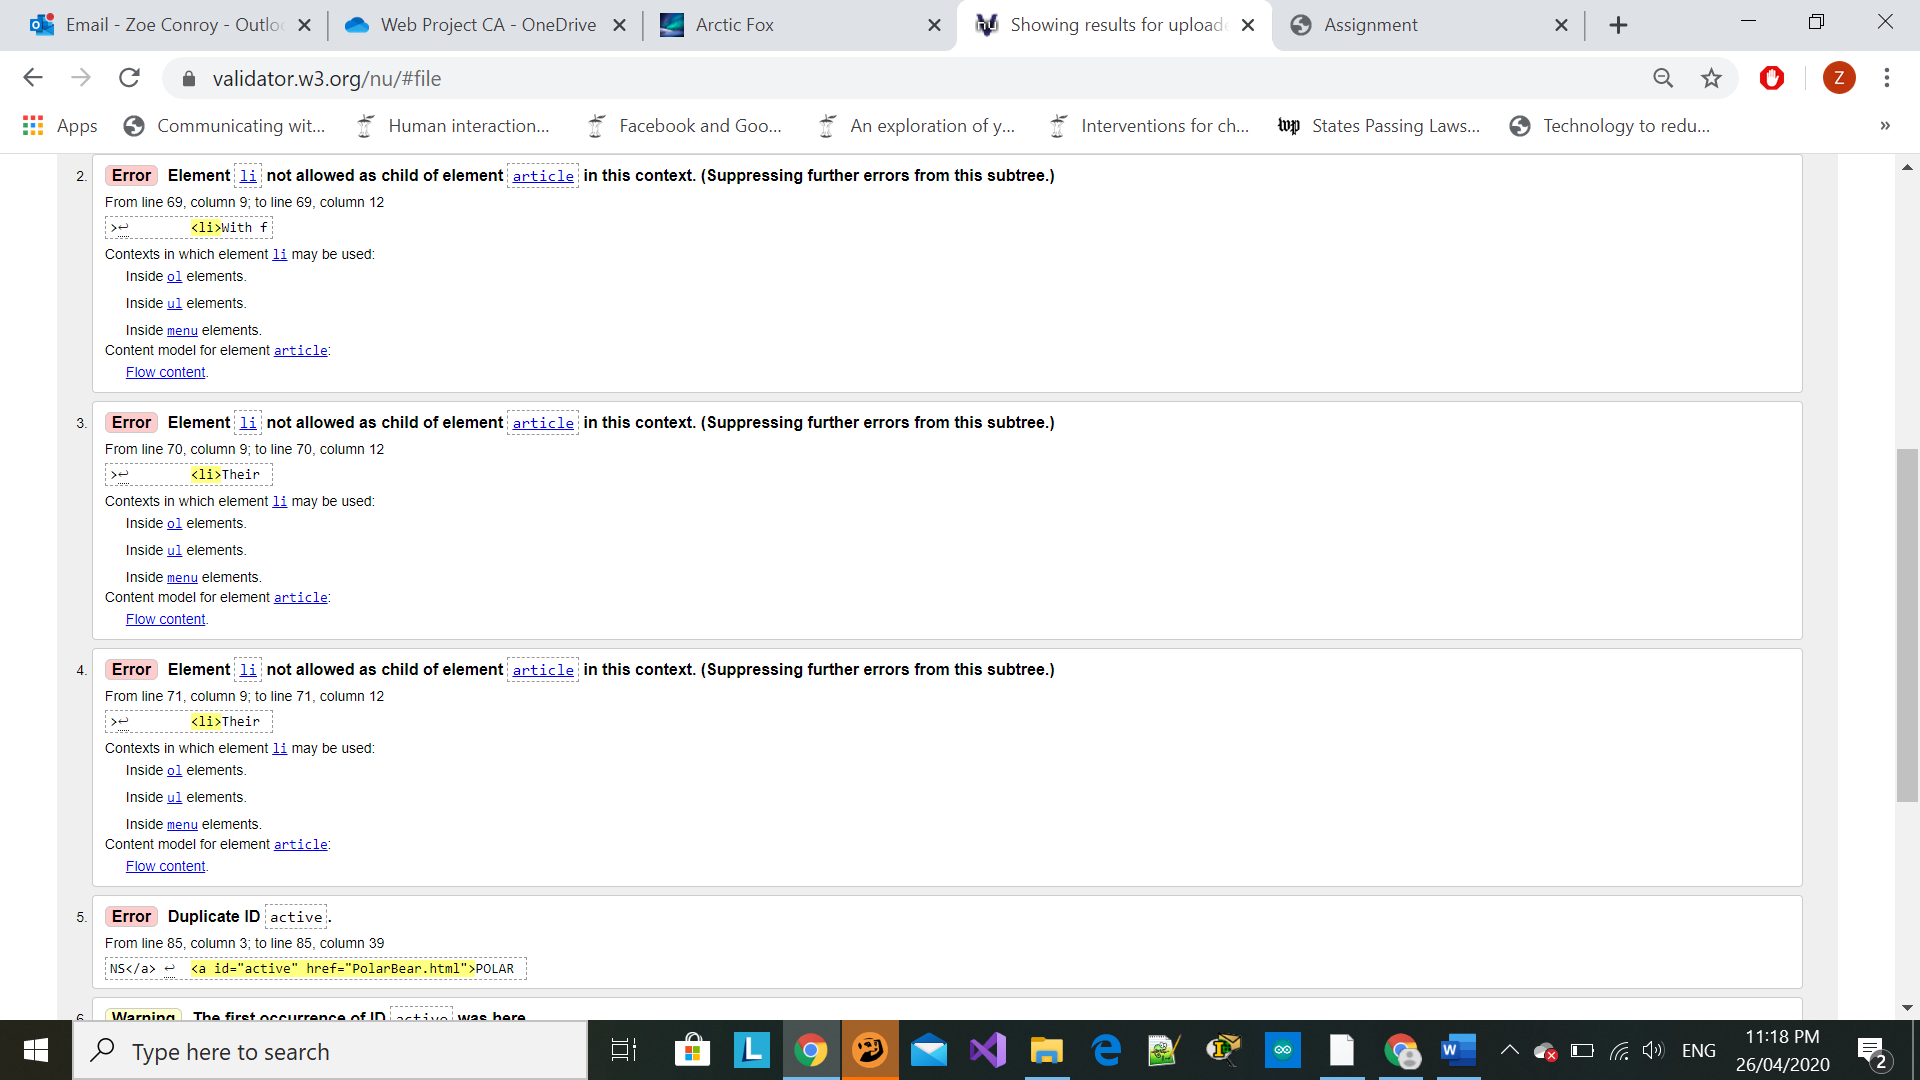 Email - Zoe Conroy - Outlo
Web Project CA - OneDrive
Arctic Fox
Showing results for upload
Assignment
validator.w3.org/nu/#file
Z
Apps
Communicating wit...
Human interaction...
Facebook and Goo...
An exploration of y...
Interventions for ch...
wp States Passing Laws...
Technology to redu...
»
2. Error Element li not allowed as child of element article in this context. (Suppressing further errors from this subtree.)
From line 69, column 9; to line 69, column 12
>↩ <li>With f
Contexts in which element li may be used:
Inside ol elements.
Inside ul elements.
Inside menu elements.
Content model for element article:
Flow content.
3. Error Element li not allowed as child of element article in this context. (Suppressing further errors from this subtree.)
From line 70, column 9; to line 70, column 12
>↩ <li>Their
Contexts in which element li may be used:
Inside ol elements.
Inside ul elements.
Inside menu elements.
Content model for element article:
Flow content.
4. Error Element li not allowed as child of element article in this context. (Suppressing further errors from this subtree.)
From line 71, column 9; to line 71, column 12
>↩ <li>Their
Contexts in which element li may be used:
Inside ol elements.
Inside ul elements.
Inside menu elements.
Content model for element article:
Flow content.
5. Error Duplicate ID active.
From line 85, column 3; to line 85, column 39
NS</a> ↩ <a id="active" href="PolarBear.html">POLAR
6. Warning The first occurrence of ID active was here
Type here to search
L
W
ENG
11:18 PM
26/04/2020
2